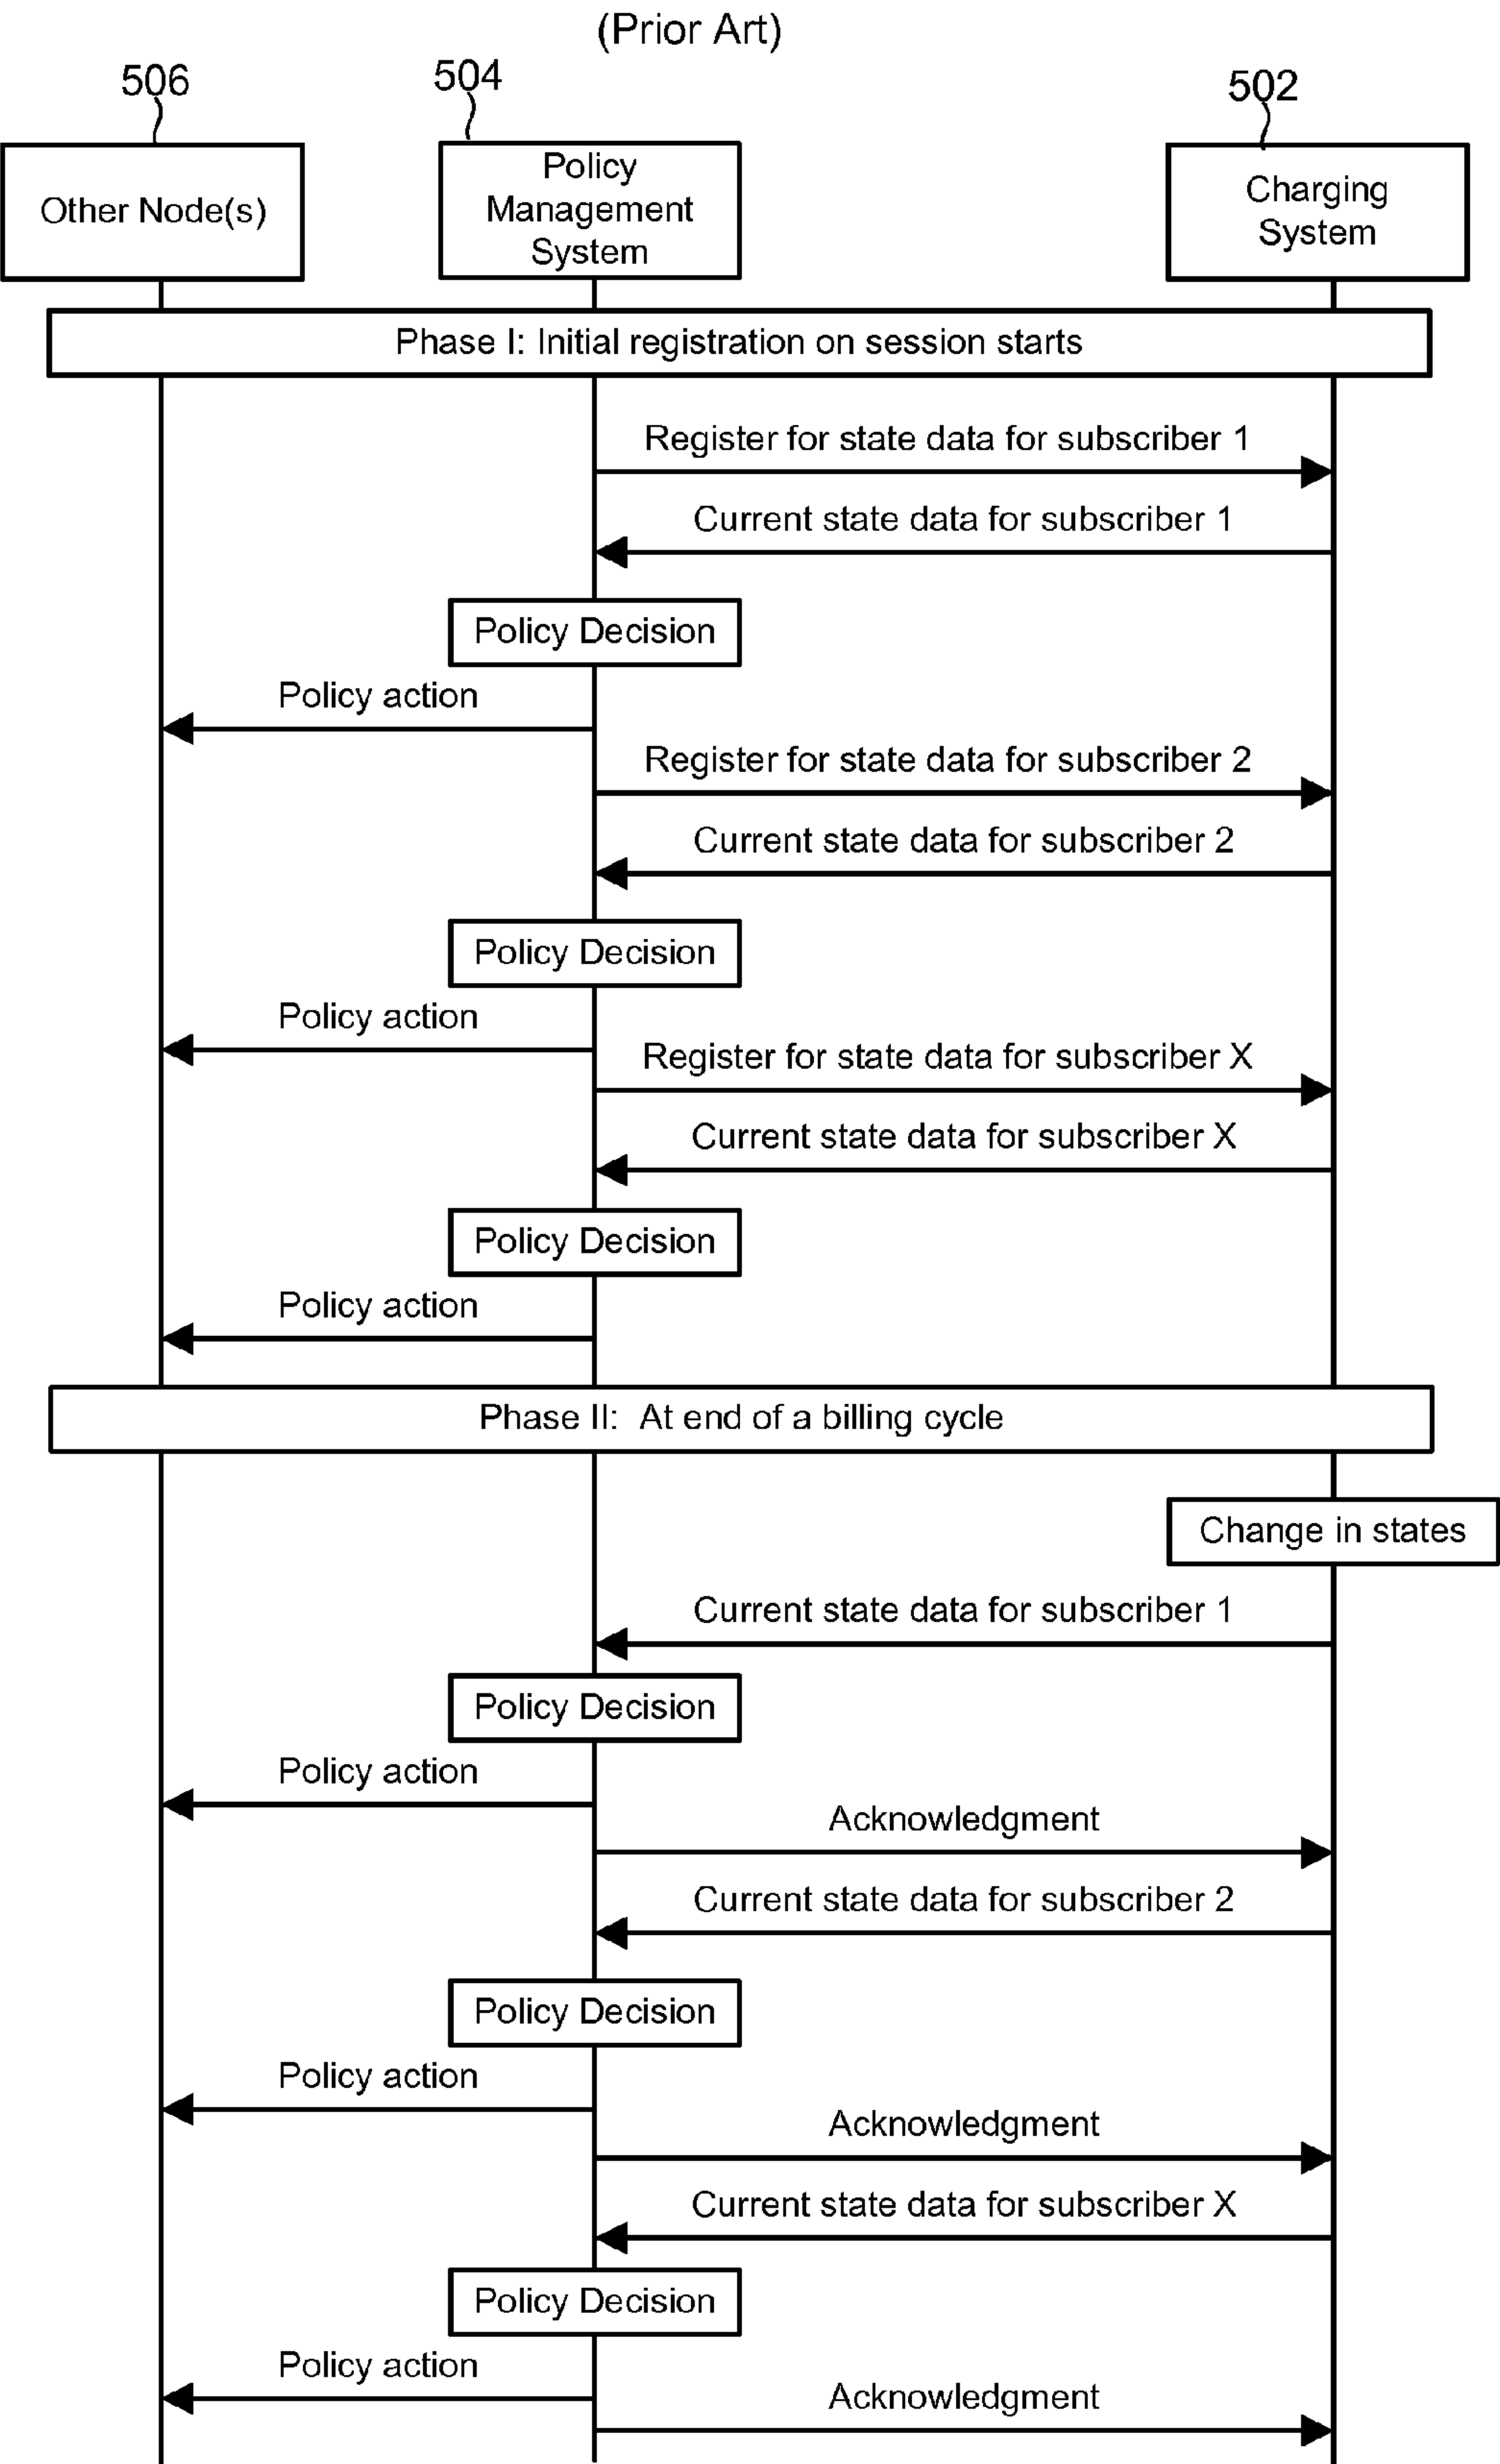 (Prior Art)
506
504
502
Other Node(s)
Policy
Management
System
Charging
System
Phase I: Initial registration on session starts
Register for state data for subscriber 1
Current state data for subscriber 1
Policy Decision
Policy action
Register for state data for subscriber 2
Current state data for subscriber 2
Policy Decision
Policy action
Register for state data for subscriber X
Current state data for subscriber X
Policy Decision
Policy action
Phase II: At end of a billing cycle
Change in states
Current state data for subscriber 1
Policy Decision
Policy action
Acknowledgment
Current state data for subscriber 2
Policy Decision
Policy action
Acknowledgment
Current state data for subscriber X
Policy Decision
Policy action
Acknowledgment